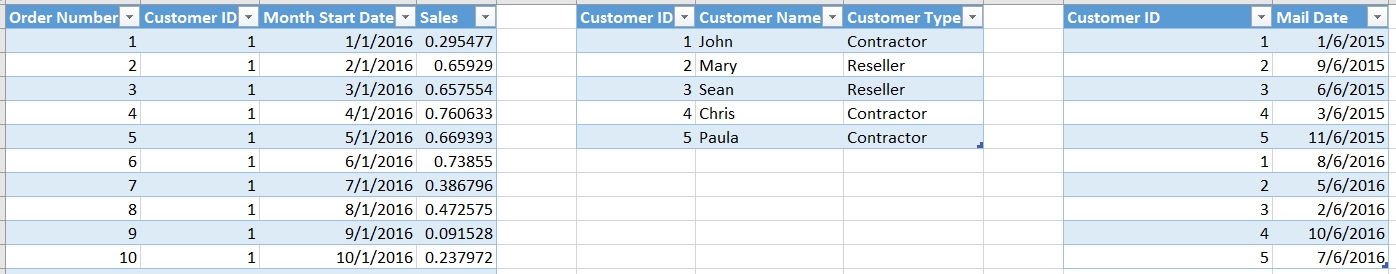 Order Number Customer ID Month Start Date Sales Customer ID Customer Name Customer Type Customer ID Mail Date
1 1 1/1/2016 0.295477 1 John Contractor 1 1/6/2015
2 1 2/1/2016 0.65929 2 Mary Reseller 2 9/6/2015
3 1 3/1/2016 0.657554 3 Sean Reseller 3 6/6/2015
4 1 4/1/2016 0.760633 4 Chris Contractor 4 3/6/2015
5 1 5/1/2016 0.669393 5 Paula Contractor 5 11/6/2015
6 1 6/1/2016 0.73855 1 8/6/2016
7 1 7/1/2016 0.386796 2 5/6/2016
8 1 8/1/2016 0.472575 3 2/6/2016
9 1 9/1/2016 0.091528 4 10/6/2016
10 1 10/1/2016 0.237972 5 7/6/2016